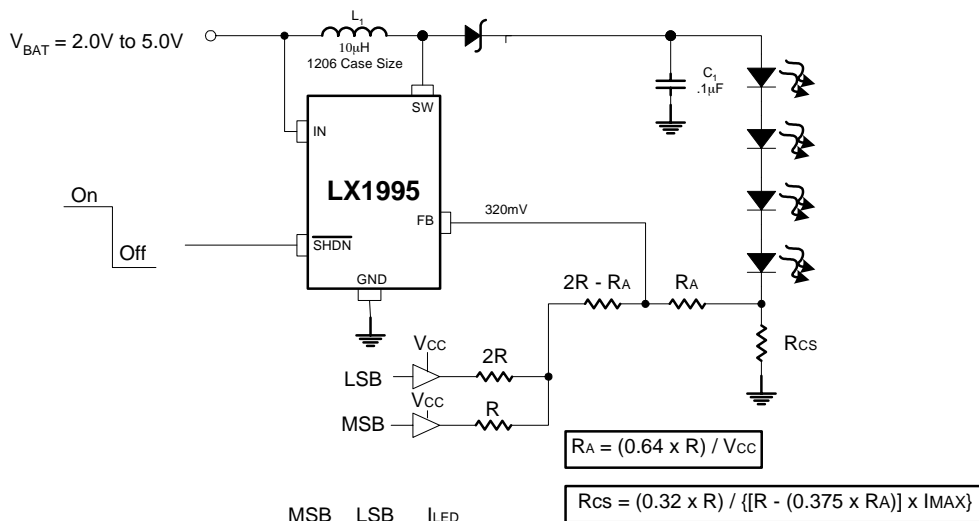 L1
VBAT = 2.0V to 5.0V
10µH
1206 Case Size
C1
.1µF
SW
IN
LX1995
On
Off
320mV
FB
SHDN
GND
2R - RA
RA
RCS
VCC
LSB
2R
VCC
MSB
R
RA = (0.64 x R) / VCC
RCS = (0.32 x R) / {[R - (0.375 x RA)] x IMAX}
MSB LSB ILED